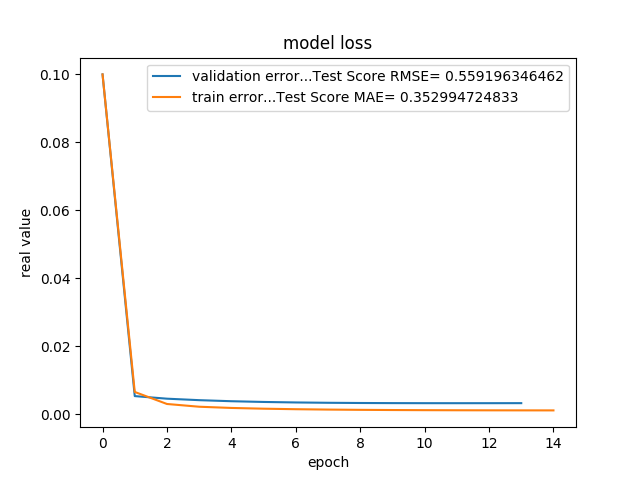 model loss
validation error...Test Score RMSE= 0.559196346462
train error...Test Score MAE= 0.352994724833
real value
0.10
0.08
0.06
0.04
0.02
0.00
0 2 4 6 8 10 12 14
epoch